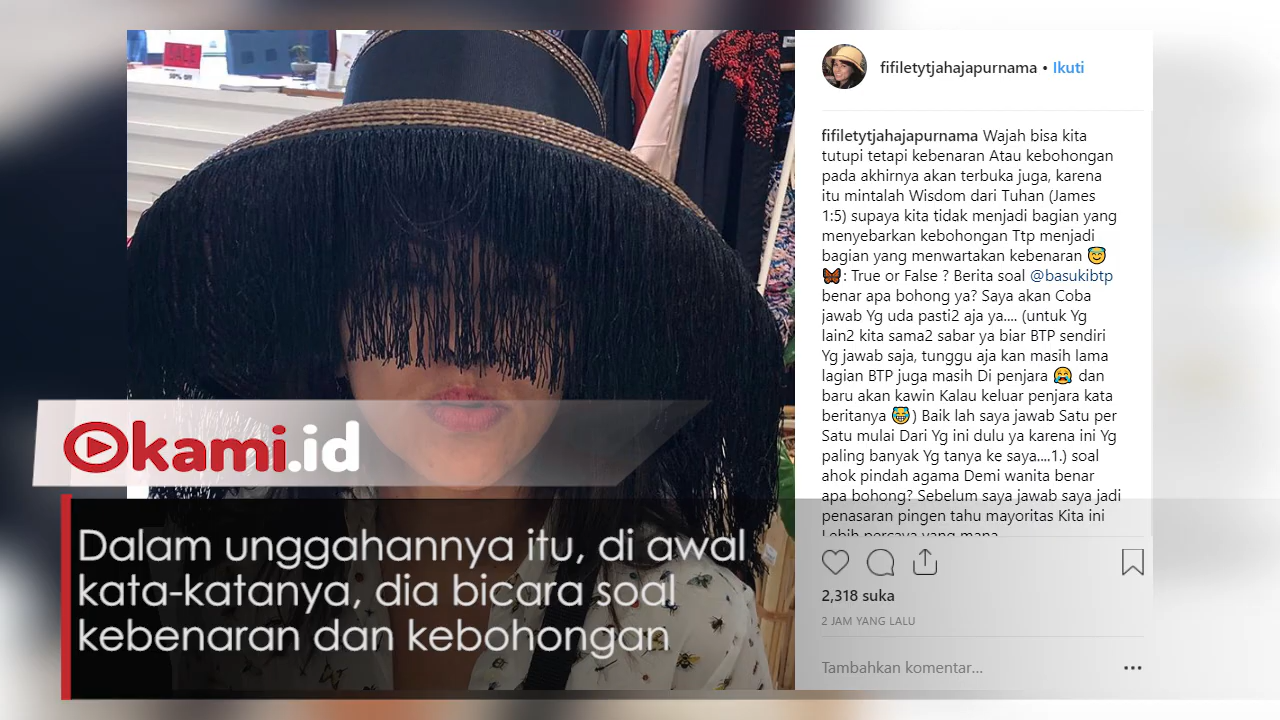 fifiletytjahajapurnama • Ikuti
fifiletytjahajapurnama Wajah bisa kita
tutupi tetapi kebenaran Atau kebohongan
pada akhirnya akan terbuka juga, karena
itu mintalah Wisdom dari Tuhan (James
1:5) supaya kita tidak menjadi bagian yang
menyebarkan kebohongan Ttp menjadi
bagian yang menwartakan kebenaran 😇
🦋: True or False ? Berita soal @basukibtp
benar apa bohong ya? Saya akan Coba
jawab Yg uda pasti2 aja ya.... (untuk Yg
lain2 kita sama2 sabar ya biar BTP sendiri
Yg jawab saja, tunggu aja kan masih lama
lagian BTP juga masih Di penjara 😭 dan
baru akan kawin Kalau keluar penjara kata
beritanya 😂) Baik lah saya jawab Satu per
Satu mulai Dari Yg ini dulu ya karena ini Yg
paling banyak Yg tanya ke saya....1.) soal
ahok pindah agama Demi wanita benar
apa bohong? Sebelum saya jawab saya jadi
penasaran pingen tahu mayoritas Kita ini
Lebih percaya yang mana
2,318 suka
2 JAM YANG LALU
Tambahkan komentar...
Okami.id
Dalam unggahannya itu, di awal
kata-katanya, dia bicara soal
kebenaran dan kebohongan